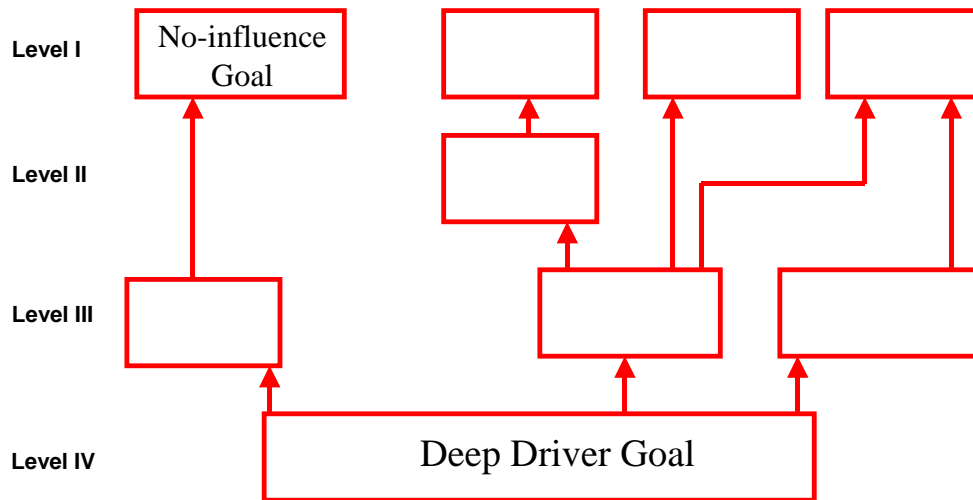 Level I
No-influence
Goal
Level II
Level III
Level IV
Deep Driver Goal